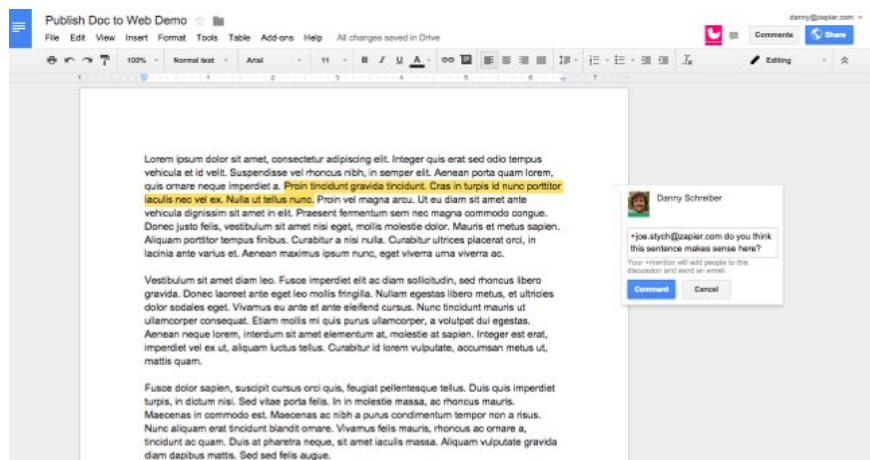 Publish Doc to Web Demo
danny@zapier.com
File Edit View Insert Format Tools Table Add-ons Help All changes saved in Drive
Comments Share
100% Normal text Arial 11 B I U A Editing
1 1 2 3 4 5 6 7
Lorem ipsum dolor sit amet, consectetur adipiscing elit. Integer quis erat sed odio tempus
vehicula et id velit. Suspendisse vel rhoncus nibh, in semper elit. Aenean porta quam lorem,
quis ornare neque imperdiet a. Proin tincidunt gravida tincidunt. Cras in turpis id nunc porttitor
iaculis nec vel ex. Nulla ut tellus nunc. Proin vel magna arcu. Ut eu diam sit amet ante
vehicula dignissim sit amet in elit. Praesent fermentum sem nec magna commodo congue.
Donec justo felis, vestibulum sit amet nisi eget, mollis molestie dolor. Mauris et metus sapien.
Aliquam porttitor tempus finibus. Curabitur a nisi nulla. Curabitur ultrices placerat orci, in
lacinia ante varius et. Aenean maximus ipsum nunc, eget viverra urna viverra ac.
Danny Schreiber
+joe.stych@zapier.com do you think
this sentence makes sense here?
Your +mention will add people to this
discussion and send an email.
Comment Cancel
Vestibulum sit amet diam leo. Fusce imperdiet elit ac diam sollicitudin, sed rhoncus libero
gravida. Donec laoreet ante eget leo mollis fringilla. Nullam egestas libero metus, et ultricies
dolor sodales eget. Vivamus eu ante et ante eleifend cursus. Nunc tincidunt mauris ut
ullamcorper consequat. Etiam mollis mi quis purus ullamcorper, a volutpat dui egestas.
Aenean neque lorem, interdum sit amet elementum at, molestie at sapien. Integer est erat,
imperdiet vel ex ut, aliquam luctus tellus. Curabitur id lorem vulputate, accumsan metus ut,
mattis quam.
Fusce dolor sapien, suscipit cursus orci quis, feugiat pellentesque tellus. Duis quis imperdiet
turpis, in dictum nisi. Sed vitae porta felis. In in molestie massa, ac rhoncus mauris.
Maecenas in commodo est. Maecenas ac nibh a purus condimentum tempor non a risus.
Nunc aliquam erat tincidunt blandit ornare. Vivamus felis mauris, rhoncus ac ornare a,
tincidunt ac quam. Duis at pharetra neque, sit amet iaculis massa. Aliquam vulputate gravida
diam dapibus mattis. Sed sed felis augue.